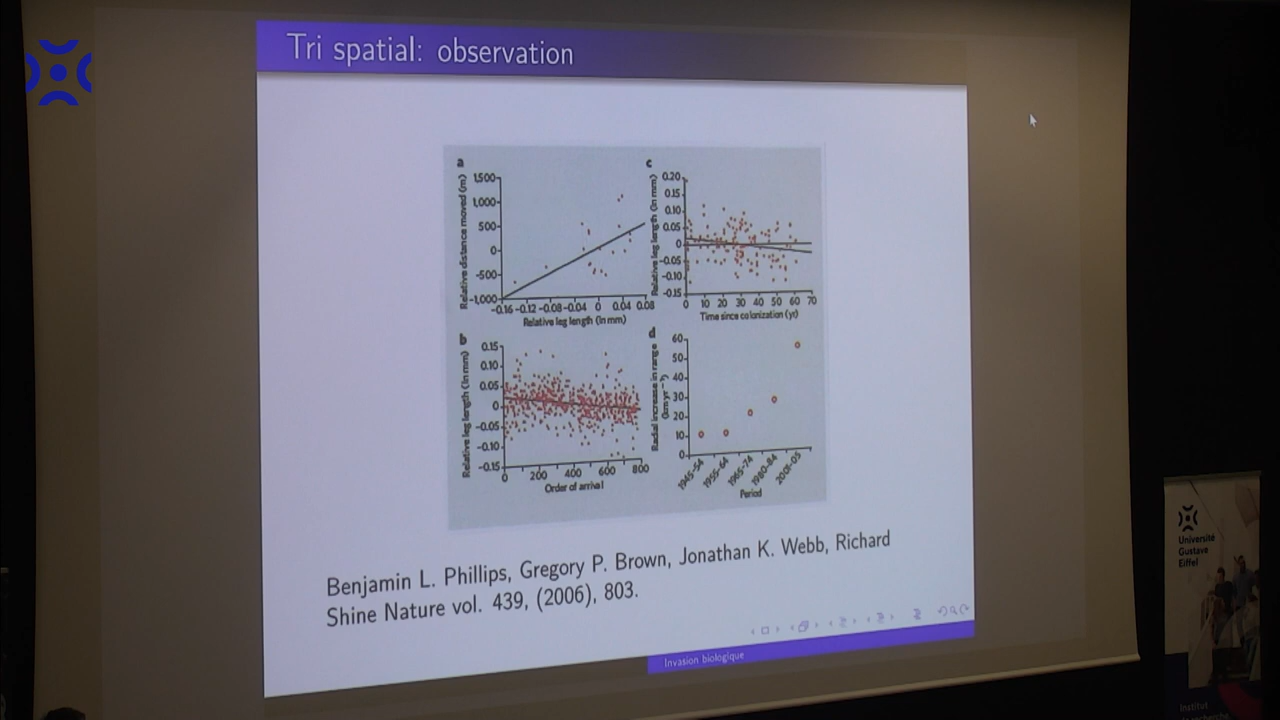 Tri spatial: observation
a
Relative distance moved (m)
1,500
1,000
500
0
-500
-1,000
-0.16 -0.12 -0.08 -0.04 0 0.04 0.08
Relative leg length (ln mm)
c
Relative leg length (ln mm)
0.20
0.15
0.10
0.05
0
-0.05
-0.10
-0.15
0 10 20 30 40 50 60 70
Time since colonization (yr)
b
Relative leg length (ln mm)
0.15
0.10
0.05
0
-0.05
-0.10
-0.15
0 200 400 600 800
Order of arrival
d
Radial increase in range
(km yr⁻¹)
60
50
40
30
20
10
0
1945–54 1955–64 1965–74 1980–84 2001–05
Period
Benjamin L. Phillips, Gregory P. Brown, Jonathan K. Webb, Richard
Shine Nature vol. 439, (2006), 803.
Invasion biologique
Université
Gustave
Eiffel
Institut